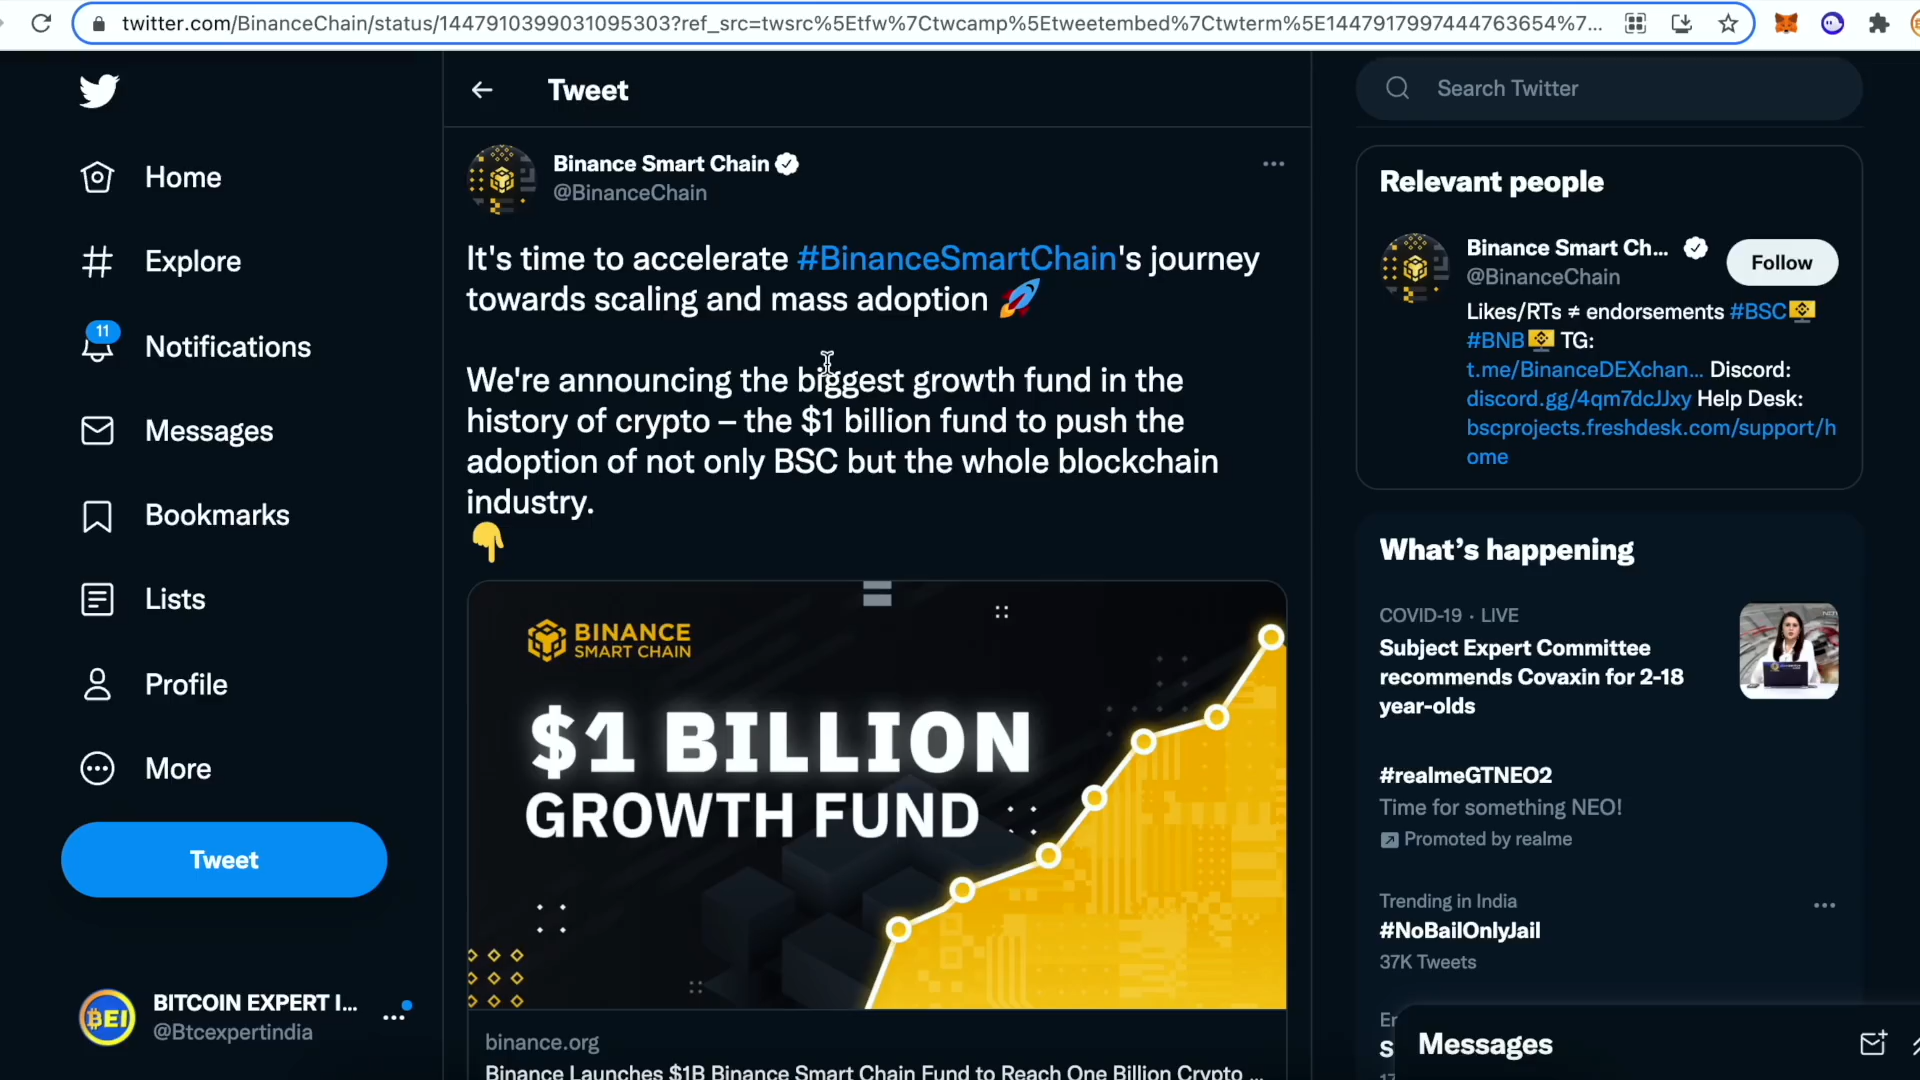 twitter.com/BinanceChain/status/1447910399031095303?ref_src=twsrc%5Etfw%7Ctwcamp%5Etweetembed%7Ctwterm%5E1447917997444763654%7...
Home
Explore
11
Notifications
Messages
Bookmarks
Lists
Profile
More
Tweet
BEI
BITCOIN EXPERT I...
@Btcexpertindia
Tweet
Binance Smart Chain
@BinanceChain
It's time to accelerate #BinanceSmartChain's journey
towards scaling and mass adoption 🚀
We're announcing the biggest growth fund in the
history of crypto – the $1 billion fund to push the
adoption of not only BSC but the whole blockchain
industry.
👇
BINANCE
SMART CHAIN
$1 BILLION
GROWTH FUND
binance.org
Binance Launches $1B Binance Smart Chain Fund to Reach One Billion Crypto ...
Search Twitter
Relevant people
Binance Smart Ch...
@BinanceChain
Follow
Likes/RTs ≠ endorsements #BSC
#BNB TG:
t.me/BinanceDEXchan... Discord:
discord.gg/4qm7dcJJxy Help Desk:
bscprojects.freshdesk.com/support/h
ome
What's happening
COVID-19 · LIVE
Subject Expert Committee
recommends Covaxin for 2-18
year-olds
#realmeGTNEO2
Time for something NEO!
Promoted by realme
Trending in India
#NoBailOnlyJail
37K Tweets
Messages